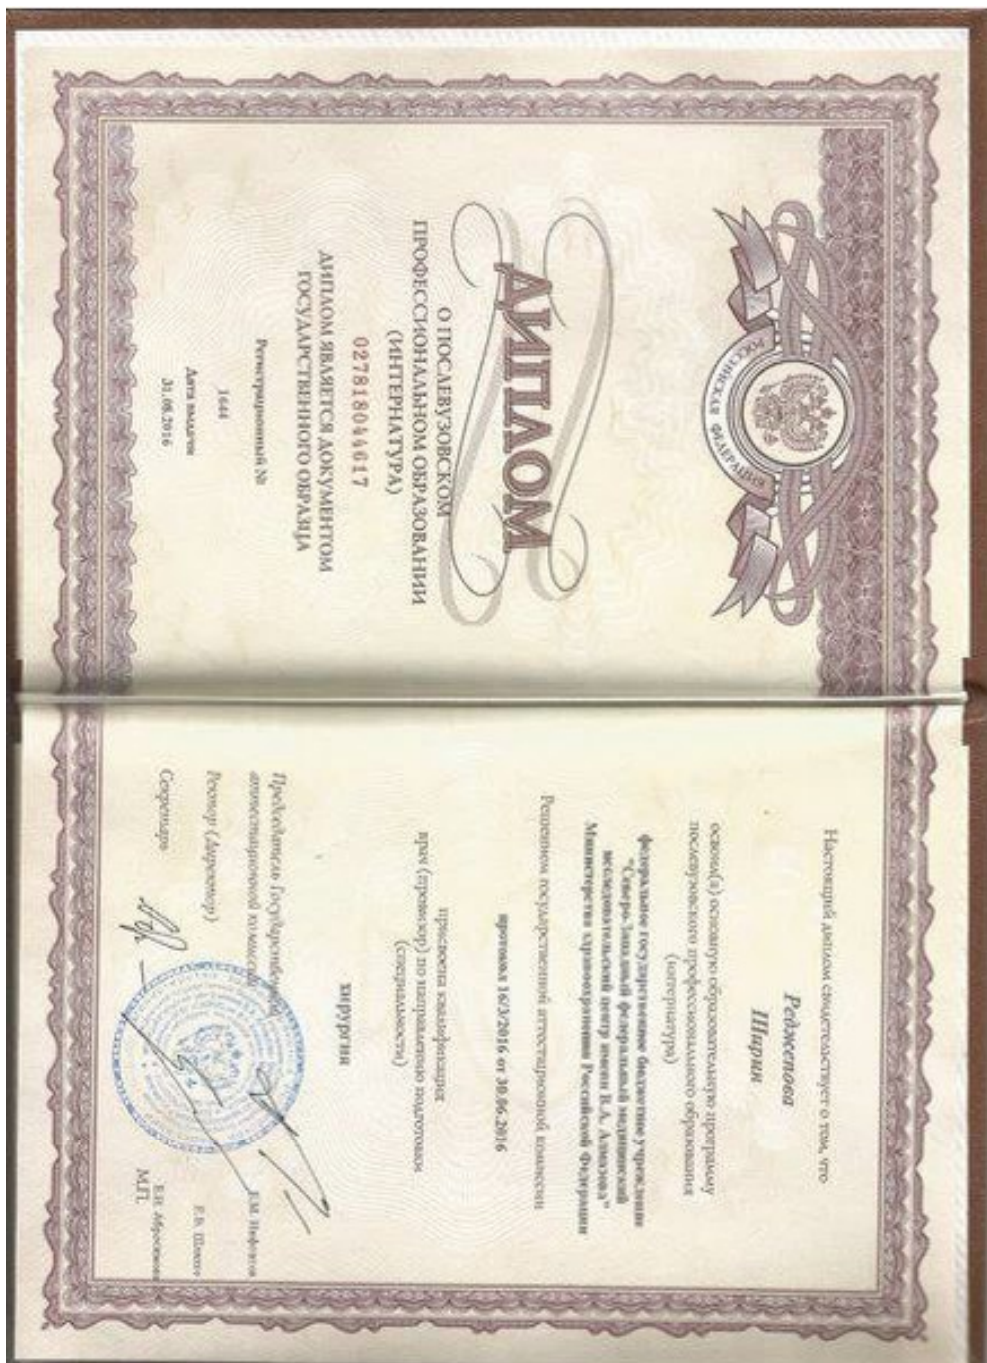 РОССИЙСКАЯ ФЕДЕРАЦИЯ
ДИПЛОМ
О ПОСЛЕВУЗОВСКОМ
ПРОФЕССИОНАЛЬНОМ ОБРАЗОВАНИИ
(ИНТЕРНАТУРА)
027818044617
ДИПЛОМ ЯВЛЯЕТСЯ ДОКУМЕНТОМ
ГОСУДАРСТВЕННОГО ОБРАЗЦА
Регистрационный №
1644
Дата выдачи
31.08.2016
Настоящий диплом свидетельствует о том, что
Реджепова
Ширин
освоил(а) основную образовательную программу
послевузовского профессионального образования
(интернатура)
федеральное государственное бюджетное учреждение
"Северо-Западный федеральный медицинский
исследовательский центр имени В.А. Алмазова"
Министерства здравоохранения Российской Федерации
Решением государственной аттестационной комиссии
протокол 16/3/2016 от 30.06.2016
присвоена квалификация
врач (провизор) по направлению подготовки
(специальности)
хирургия
Председатель Государственной
аттестационной комиссии
Ректор (директор)
Секретарь
Е.В. Шляхто
М.П.